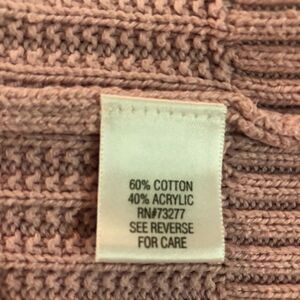 60% COTTON
40% ACRYLIC
RN#73277
SEE REVERSE
FOR CARE